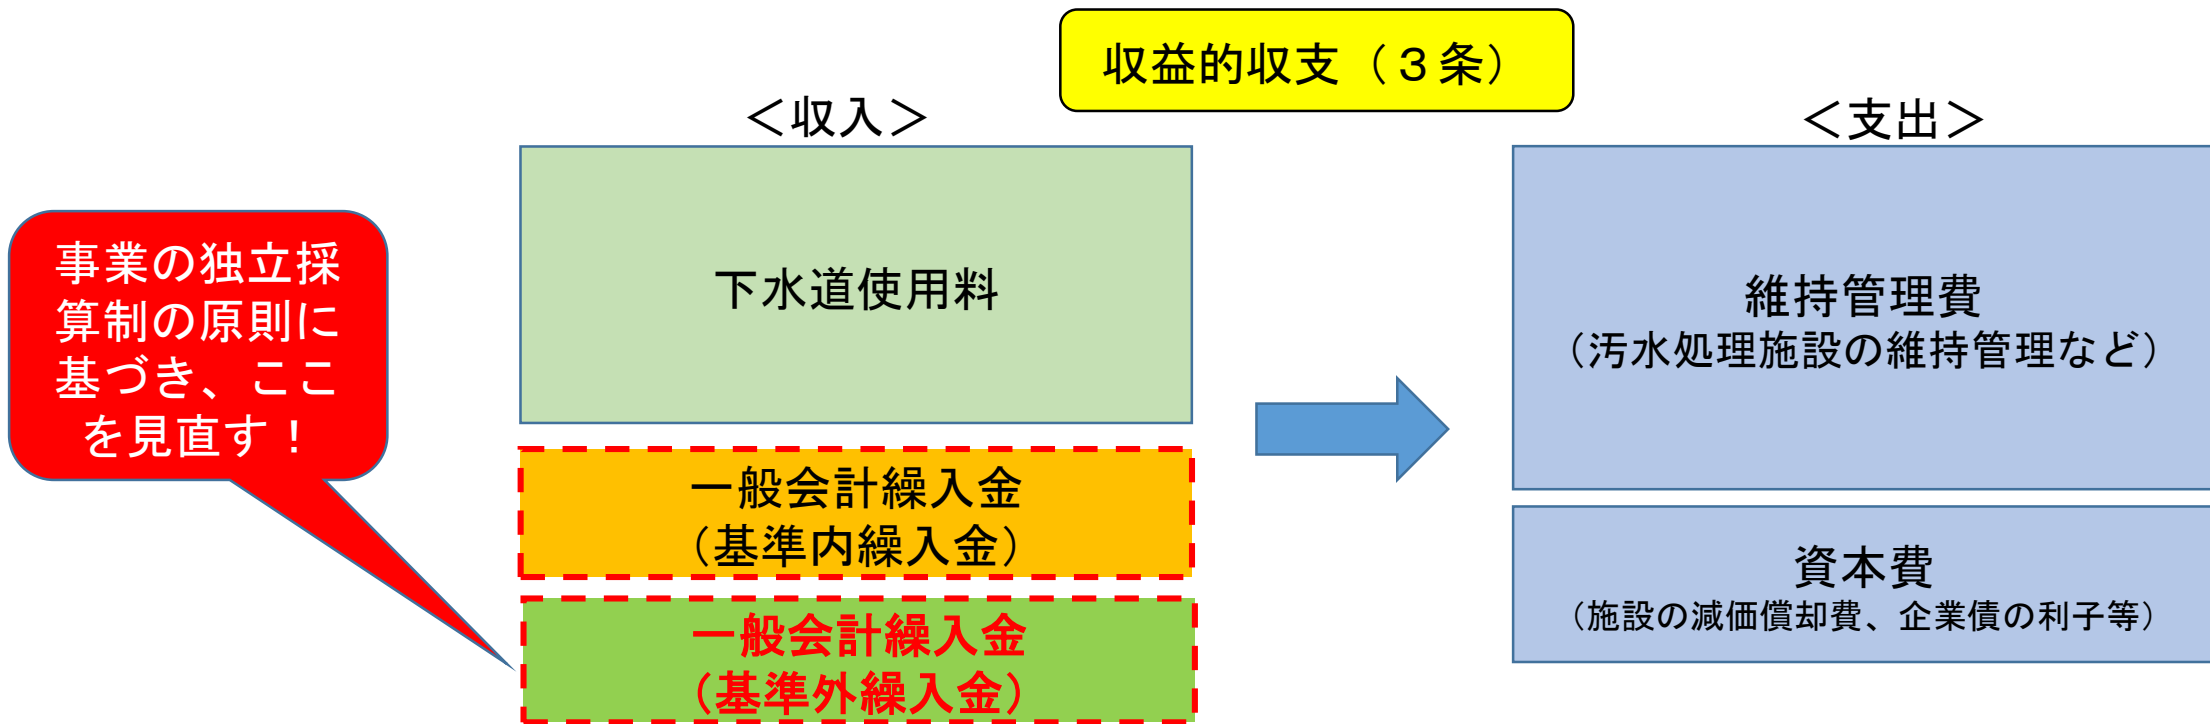 収益的収支（３条）
＜収入＞
＜支出＞
事業の独立採
算制の原則に
基づき、ここ
を見直す！
下水道使用料
一般会計繰入金
（基準内繰入金）
一般会計繰入金
（基準外繰入金）
維持管理費
（汚水処理施設の維持管理など）
資本費
（施設の減価償却費、企業債の利子等）